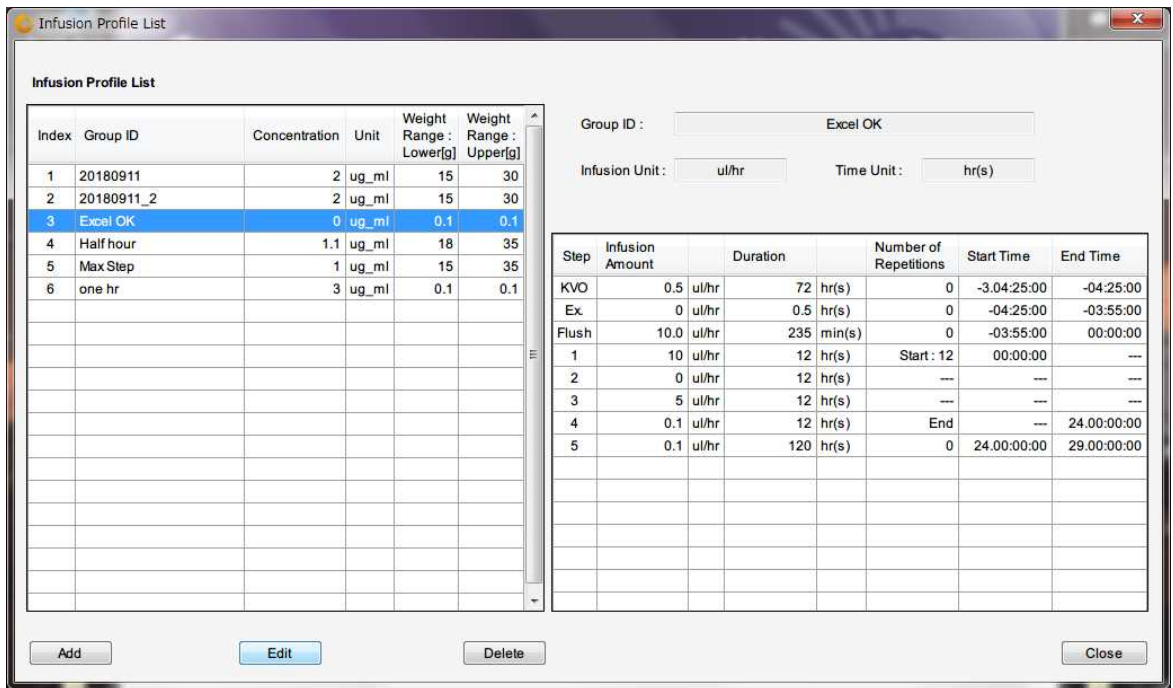 Infusion Profile List
Infusion Profile List
Index Group ID Concentration Unit Weight Range : Lower[g] Weight Range : Upper[g]
1 20180911 2 ug_ml 15 30
2 20180911_2 2 ug_ml 15 30
3 Excel OK 0 ug_ml 0.1 0.1
4 Half hour 1.1 ug_ml 18 35
5 Max Step 1 ug_ml 15 35
6 one hr 3 ug_ml 0.1 0.1
Group ID : Excel OK
Infusion Unit : ul/hr Time Unit : hr(s)
Step Infusion Amount Duration Number of Repetitions Start Time End Time
KVO 0.5 ul/hr 72 hr(s) 0 -3.04:25:00 -04:25:00
Ex. 0 ul/hr 0.5 hr(s) 0 -04:25:00 -03:55:00
Flush 10.0 ul/hr 235 min(s) 0 -03:55:00 00:00:00
1 10 ul/hr 12 hr(s) Start : 12 00:00:00 ---
2 0 ul/hr 12 hr(s) --- --- ---
3 5 ul/hr 12 hr(s) --- --- ---
4 0.1 ul/hr 12 hr(s) End --- 24.00:00:00
5 0.1 ul/hr 120 hr(s) 0 24.00:00:00 29.00:00:00
Add Edit Delete Close